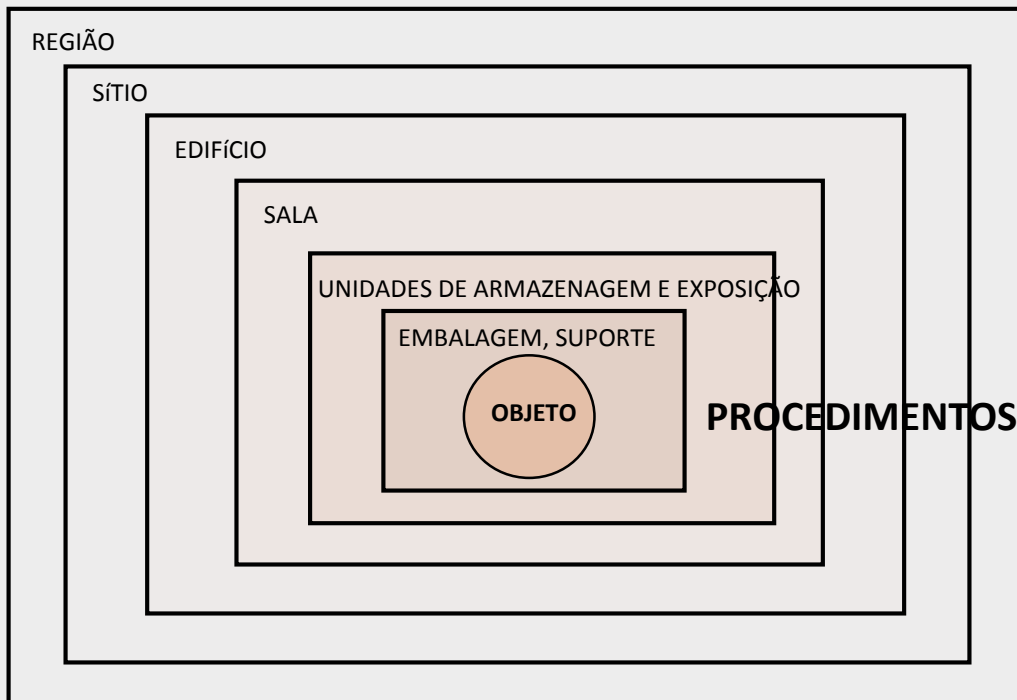 REGIÃO
SíTIO
EDIFíCIO
SALA
UNIDADES DE ARMAZENAGEM E EXPOSIÇÃO
EMBALAGEM, SUPORTE
OBJETO
PROCEDIMENTOS